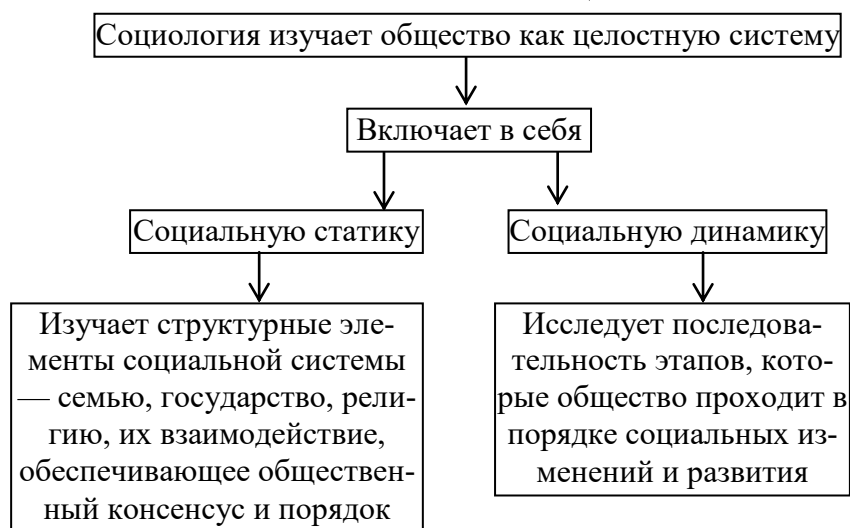 Социология изучает общество как целостную систему
Включает в себя
Социальную статику
Социальную динамику
Изучает структурные эле-
менты социальной системы
— семью, государство, рели-
гию, их взаимодействие,
обеспечивающее обществен-
ный консенсус и порядок
Исследует последова-
тельность этапов, кото-
рые общество проходит в
порядке социальных из-
менений и развития